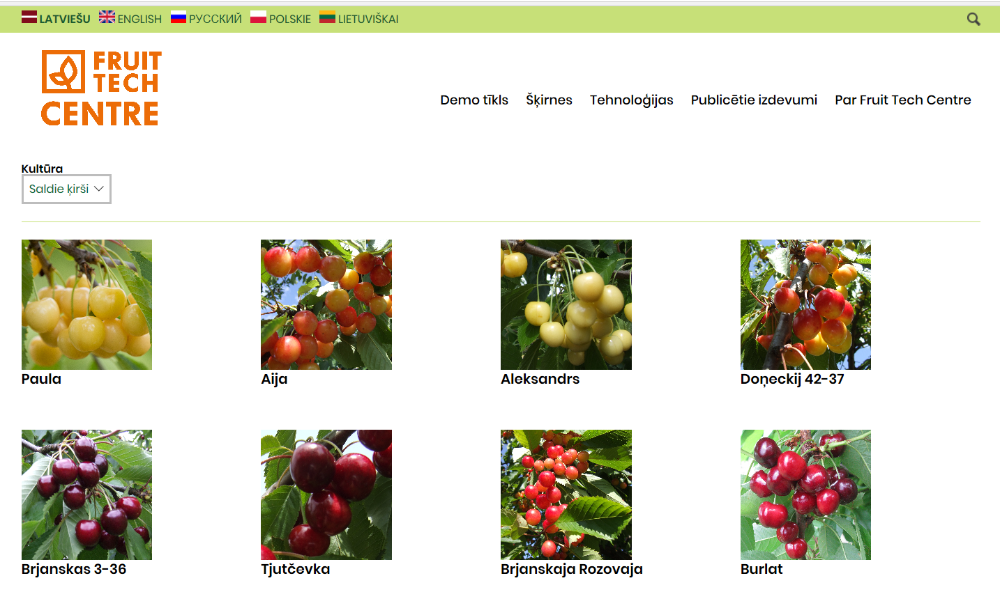 LATVIEŠU ENGLISH РУССКИЙ POLSKIE LIETUVIŠKAI
FRUIT
TECH
CENTRE
Demo tīkls Šķirnes Tehnoloģijas Publicētie izdevumi Par Fruit Tech Centre
Kultūra
Saldie ķirši
Paula Aija Aleksandrs Doņeckij 42-37
Brjanskas 3-36 Tjutčevka Brjanskaja Rozovaja Burlat